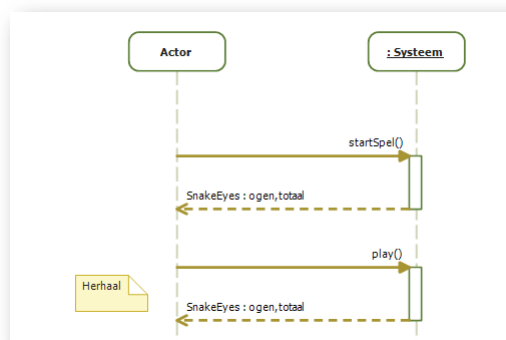 Actor
: Systeem
startSpel()
SnakeEyes : ogen,totaal
play()
Herhaal
SnakeEyes : ogen,totaal